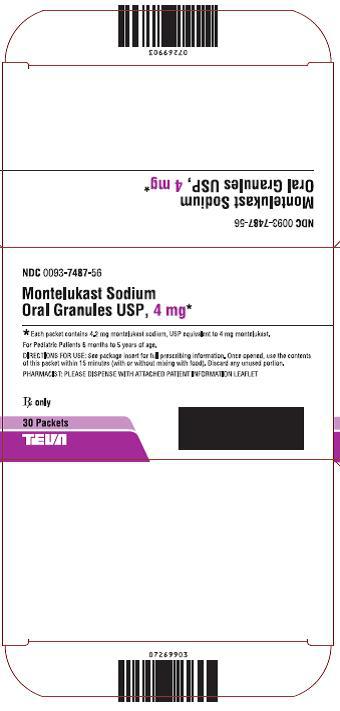 07269903
Montelukast Sodium
Oral Granules USP, 4 mg*
NDC 0093-7487-56
NDC 0093-7487-56
Montelukast Sodium
Oral Granules USP, 4 mg*
*Each packet contains 4.2 mg montelukast sodium, USP equivalent to 4 mg montelukast.
For Pediatric Patients 6 months to 5 years of age.
DIRECTIONS FOR USE: See package insert for full prescribing information. Once opened, use the contents
of this packet within 15 minutes (with or without mixing with food). Discard any unused portion.
PHARMACIST: PLEASE DISPENSE WITH ATTACHED PATIENT INFORMATION LEAFLET
℞ only
30 Packets
TEVA
07269903